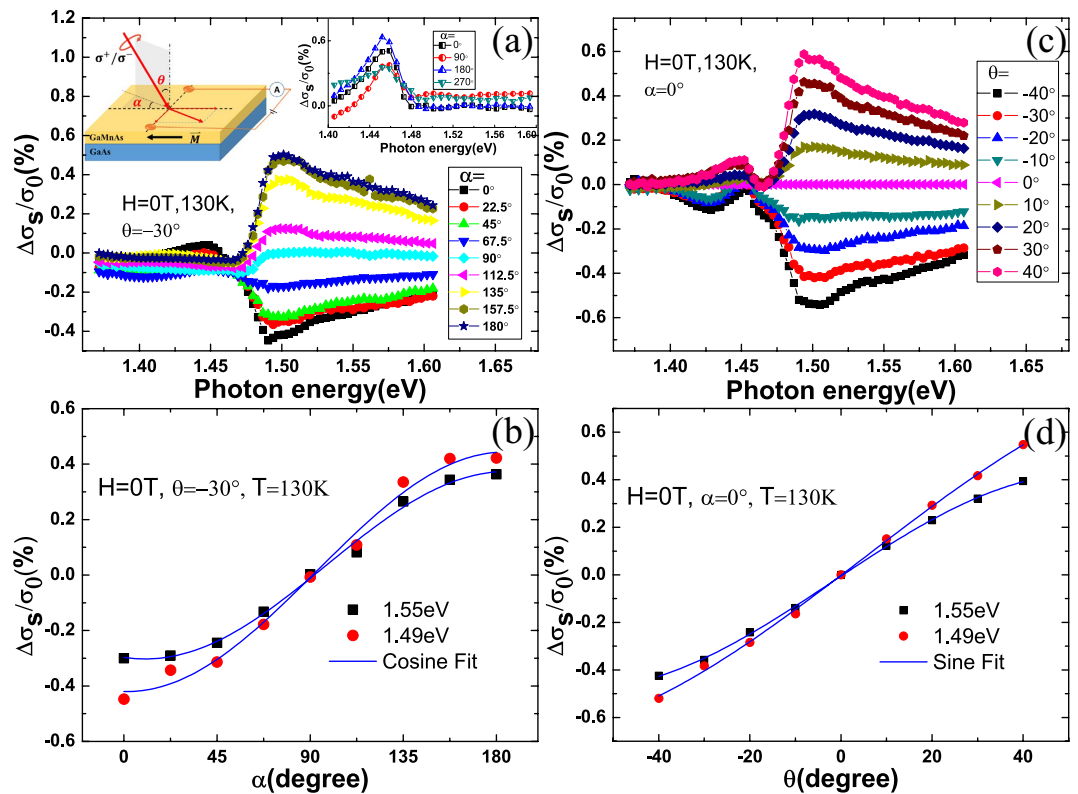 (a)
1.2
1.0
0.8
0.6
0.4
0.2
0.0
-0.2
-0.4
Δσs/σ0(%)
1.40 1.45 1.50 1.55 1.60 1.65
Photon energy(eV)
σ+/σ−
θ
α
A
GaMnAs
GaAs
M
H=0T,130K,
θ=−30°
0.6
0.0
Δσs/σ0(%)
1.40 1.44 1.48 1.52 1.56 1.60
Photon energy(eV)
α=
0°
90°
180°
270°
α=
0°
22.5°
45°
67.5°
90°
112.5°
135°
157.5°
180°
(c)
H=0T,130K,
α=0°
0.6
0.4
0.2
0.0
-0.2
-0.4
-0.6
Δσs/σ0(%)
1.40 1.45 1.50 1.55 1.60 1.65
Photon energy(eV)
θ=
-40°
-30°
-20°
-10°
0°
10°
20°
30°
40°
(b)
H=0T, θ=−30°, T=130K
0.6
0.4
0.2
0.0
-0.2
-0.4
-0.6
Δσs/σ0(%)
1.55eV
1.49eV
Cosine Fit
0 45 90 135 180
α(degree)
(d)
H=0T, α=0°, T=130K
0.6
0.4
0.2
0.0
-0.2
-0.4
-0.6
Δσs/σ0(%)
1.55eV
1.49eV
Sine Fit
-40 -20 0 20 40
θ(degree)